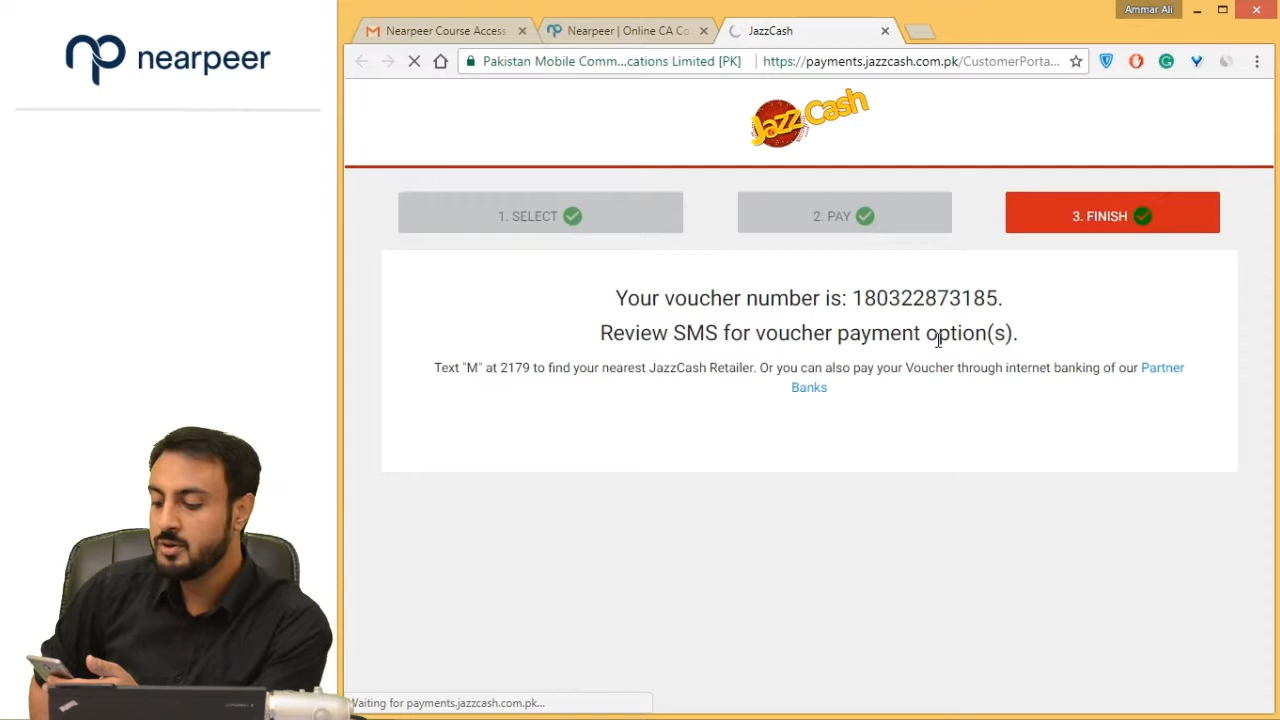 nearpeer
Ammar Ali
Nearpeer Course Access
Nearpeer | Online CA Co
JazzCash
Pakistan Mobile Comm...cations Limited [PK]
https://payments.jazzcash.com.pk/CustomerPorta...
JazzCash
1. SELECT
2. PAY
3. FINISH
Your voucher number is: 180322873185.
Review SMS for voucher payment option(s).
Text "M" at 2179 to find your nearest JazzCash Retailer. Or you can also pay your Voucher through internet banking of our Partner
Banks
Waiting for payments.jazzcash.com.pk...